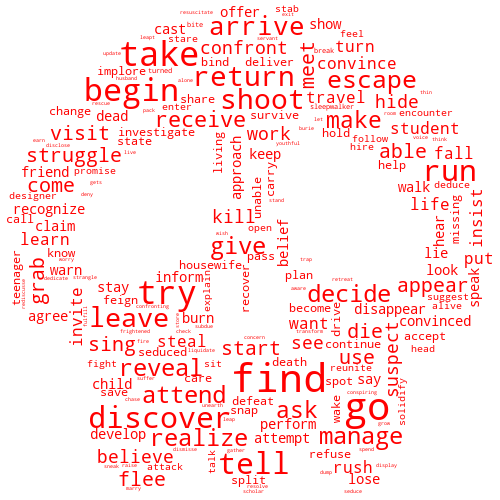 resuscitate exit
bite offer stab
leapt cast servant show feel
stare arrive turn
update take confront meet break
husband implore alone bind deliver convince
turned return escape thin
begin shoot travel hide
rescue pack share sleepwalker
change enter survive let encounter
dead receive make room student
visit investigate work hold follow burie voice think
earn state hire able fall
disclose struggle living approach keep youthful help
friend promise live carry walk deduce
designer come gets unable life insist
deny stand missing
recognize kill open hear put
call claim wish belief lie
learn give pass trap
know housewife look speak
teenager grab worry inform plan retreat appear suggest
rediscover warn dedicate strangle explain recover decide alive
stay try become disappear
invite feign confronting want drive convinced
agree fulfill leave burn die accept
frightened check storm subdue transform
sing fire steal start concern see continue suspect head
fight reveal seduced sit death use reunite
child suffer liquidate care find spot say conspiring
save chase attend defeat wake go solidify
discover unearth snap ask leap grow
develop realize perform manage
dismisse gather attempt refuse spend
believe sneak raise attack talk tell resolve rush display
flee marry split scholar dump lose
seduce